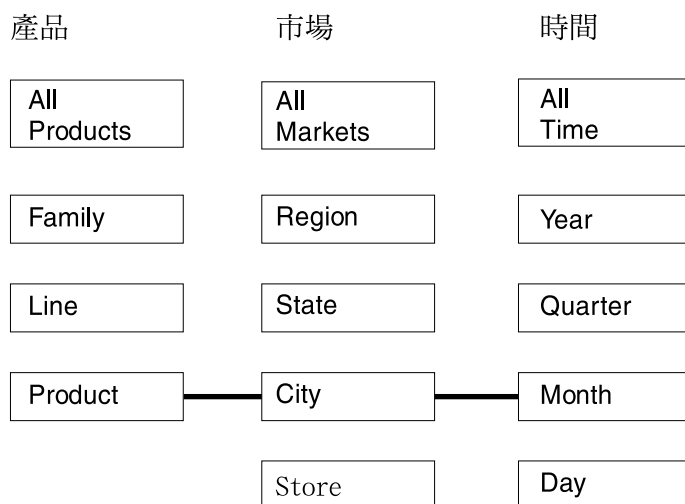 產品 市場 時間
All Products
All Markets
All Time
Family Region Year
Line State Quarter
Product City Month
Store Day